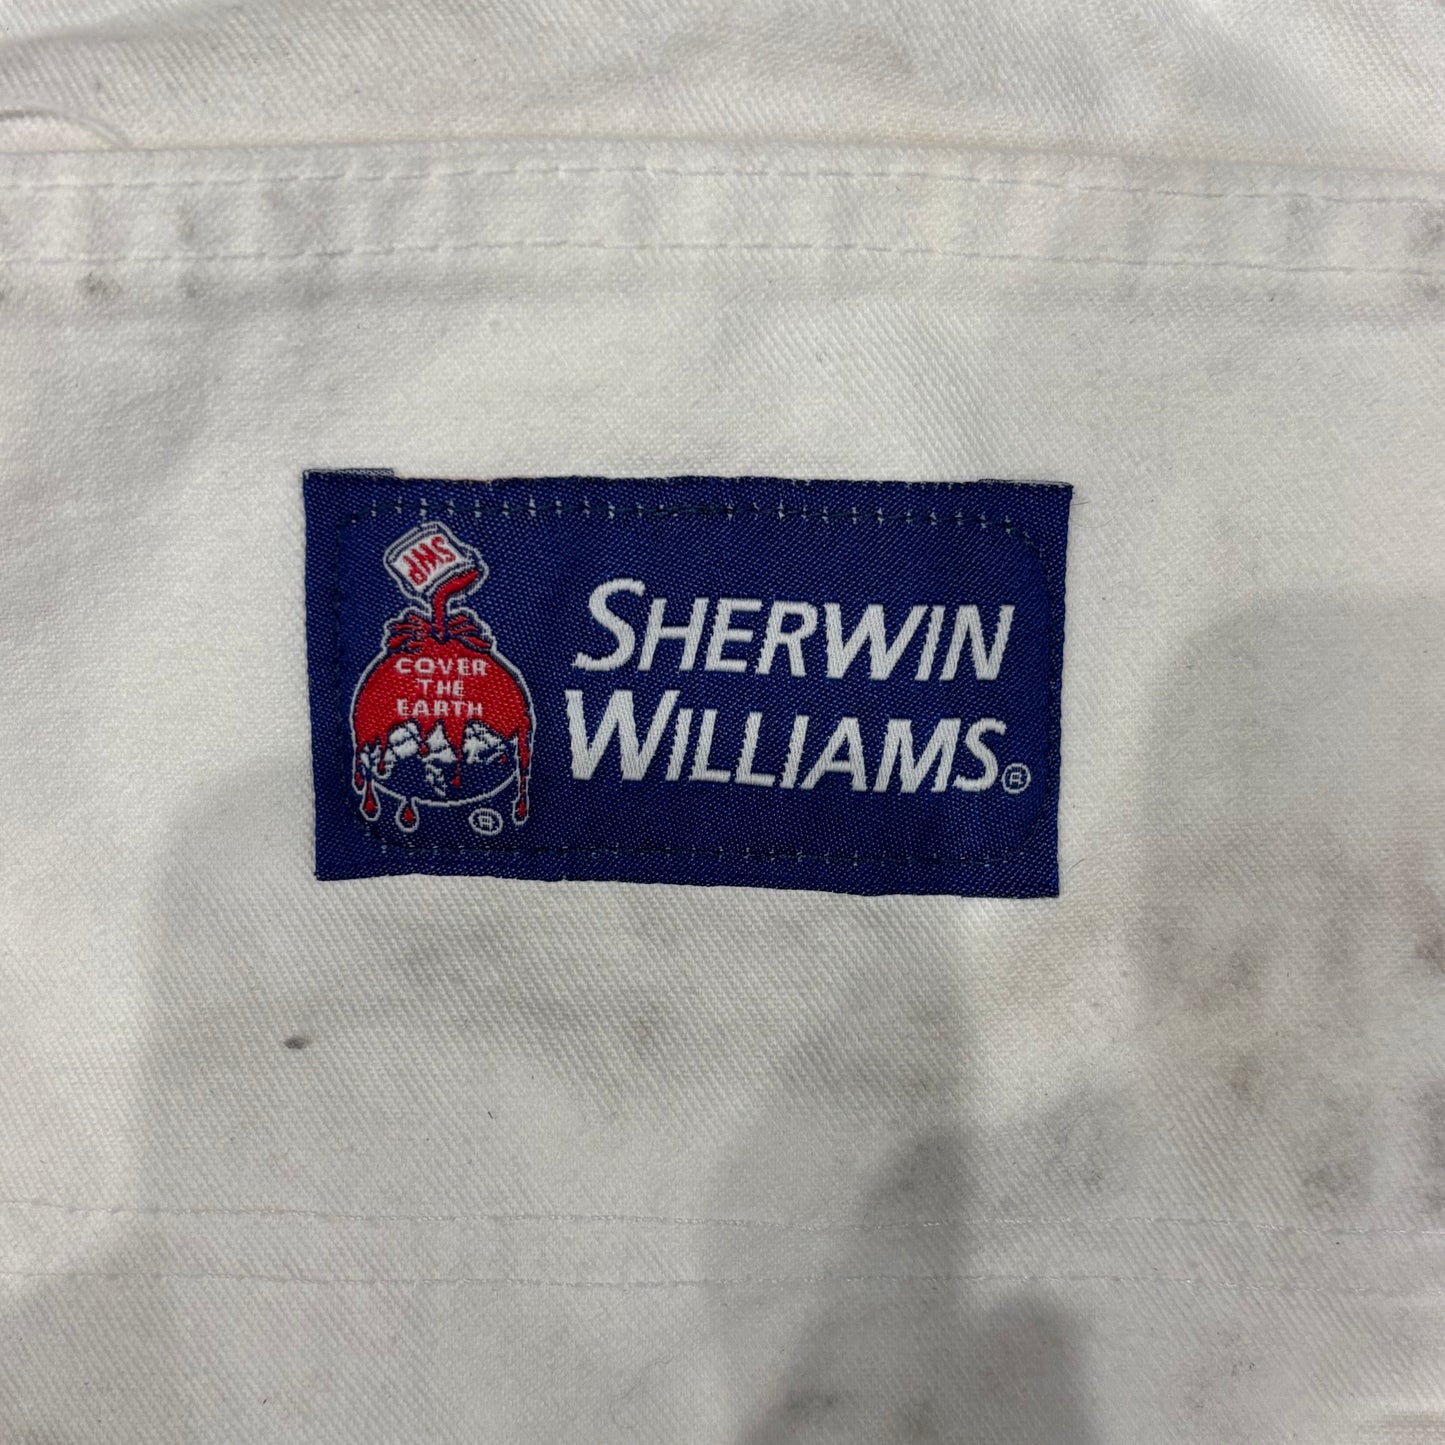 SWP
COVER
THE
EARTH
®
SHERWIN
WILLIAMS®